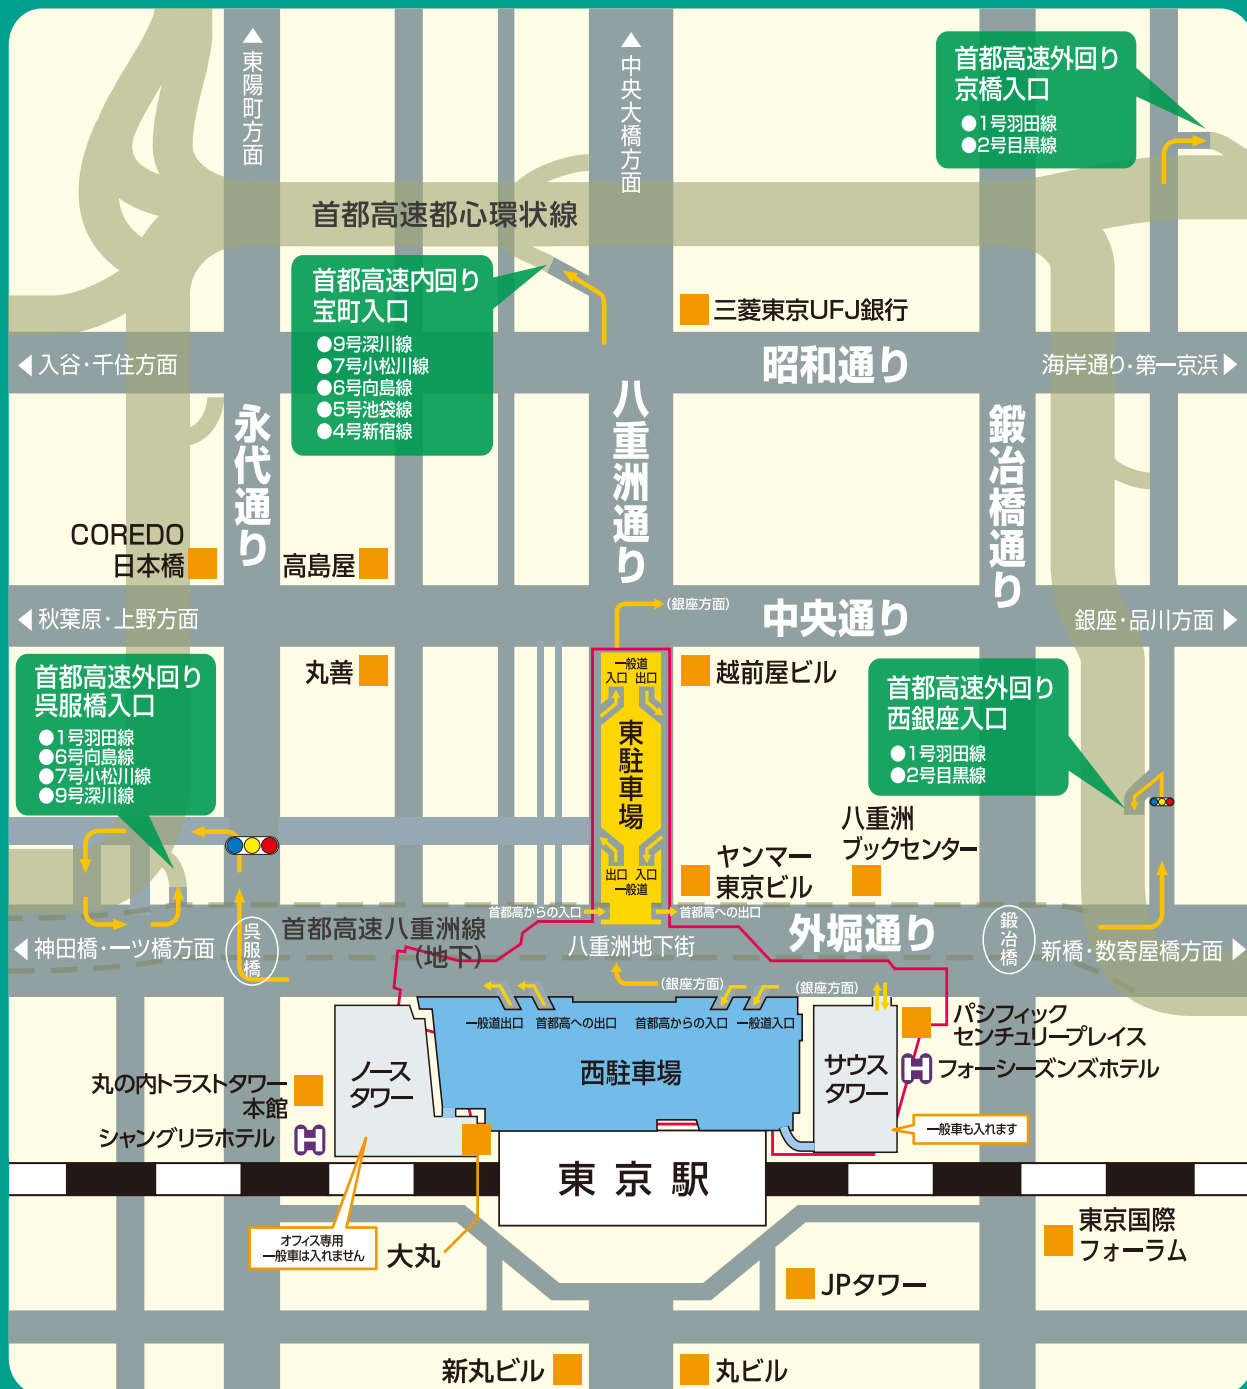 ▲東陽町方面
▲中央大橋方面
首都高速外回り
京橋入口
●1号羽田線
●2号目黒線
首都高速都心環状線
首都高速内回り
宝町入口
●9号深川線
●7号小松川線
●6号向島線
●5号池袋線
●4号新宿線
三菱東京UFJ銀行
◀入谷・千住方面
昭和通り
海岸通り・第一京浜▶
永代通り
八重洲通り
鍛冶橋通り
COREDO
日本橋
高島屋
◀秋葉原・上野方面
(銀座方面)
中央通り
銀座・品川方面▶
首都高速外回り
呉服橋入口
●1号羽田線
●6号向島線
●7号小松川線
●9号深川線
丸善
一般道
入口 出口
東駐車場
出口 入口
一般道
越前屋ビル
首都高速外回り
西銀座入口
●1号羽田線
●2号目黒線
八重洲
ブックセンター
ヤンマー
東京ビル
首都高からの入口
首都高への出口
◀神田橋・一ツ橋方面
呉服橋
首都高速八重洲線
(地下)
八重洲地下街
外堀通り
鍛冶橋
新橋・数寄屋橋方面▶
(銀座方面)
(銀座方面)
一般道出口
首都高への出口
首都高からの入口
一般道入口
西駐車場
ノース
タワー
サウス
タワー
パシフィック
センチュリープレイス
フォーシーズンズホテル
丸の内トラストタワー
本館
シャングリラホテル
一般車も入れます
東京駅
オフィス専用
一般車は入れません
大丸
東京国際
フォーラム
JPタワー
新丸ビル
丸ビル